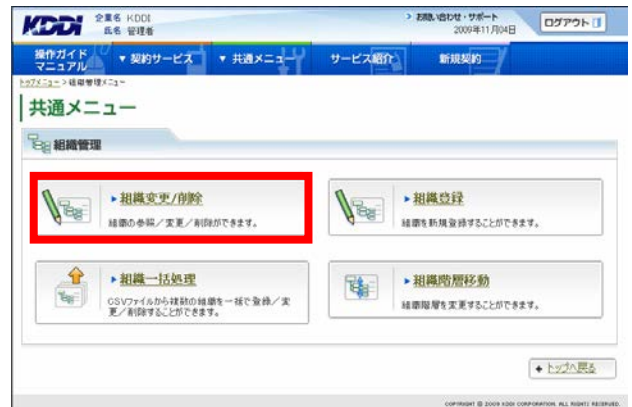 KDDI
企業名 KDDI
氏名 管理者
> お問い合わせ・サポート
2009年11月04日
ログアウト
操作ガイド
マニュアル
▼ 契約サービス
▼ 共通メニュー
サービス紹介
新規契約
トップメニュー > 組織管理メニュー
共通メニュー
組織管理
組織変更/削除
組織の参照／変更／削除ができます。
組織登録
組織を新規登録することができます。
組織一括処理
CSVファイルから複数の組織を一括で登録／変
更／削除することができます。
組織階層移動
組織階層を変更することができます。
トップへ戻る
COPYRIGHT © 2009 KDDI CORPORATION. ALL RIGHTS RESERVED.